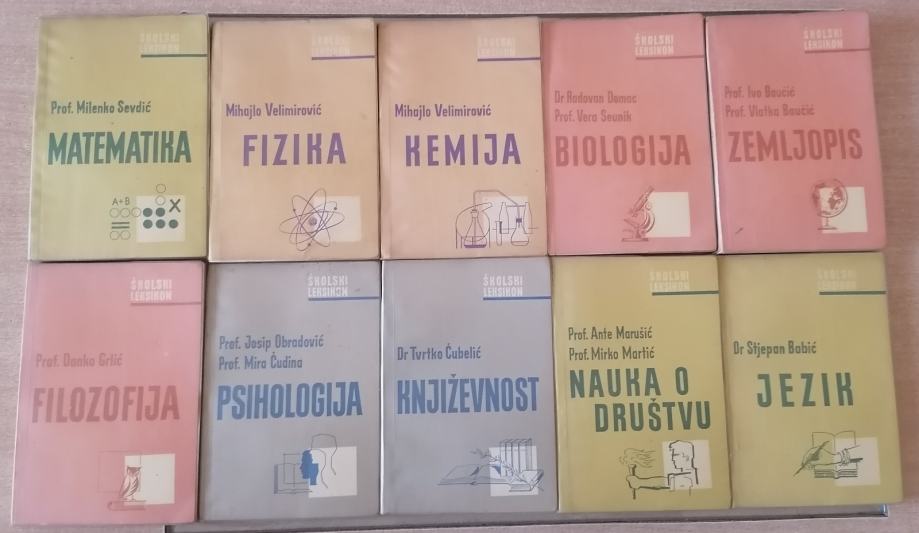 ŠKOLSKI
LEKSIKON
Prof. Milenko Sevdić
MATEMATIKA
A+B
X
ŠKOLSKI
LEKSIKON
Mihajlo Velimirović
FIZIKA
ŠKOLSKI
LEKSIKON
Mihajlo Velimirović
KEMIJA
ŠKOLSKI
LEKSIKON
Dr Radovan Domac
Prof. Vera Seunik
BIOLOGIJA
ŠKOLSKI
LEKSIKON
Prof. Ivo Baučić
Prof. Vlatka Baučić
ZEMLJOPIS
ŠKOLSKI
LEKSIKON
Prof. Danko Grlić
FILOZOFIJA
ŠKOLSKI
LEKSIKON
Prof. Josip Obradović
Prof. Mira Čudina
PSIHOLOGIJA
ŠKOLSKI
LEKSIKON
Dr Tvrtko Čubelić
KNJIŽEVNOST
ŠKOLSKI
LEKSIKON
Prof. Ante Marušić
Prof. Mirko Martić
NAUKA O
DRUŠTVU
ŠKOLSKI
LEKSIKON
Dr Stjepan Babić
JEZIK